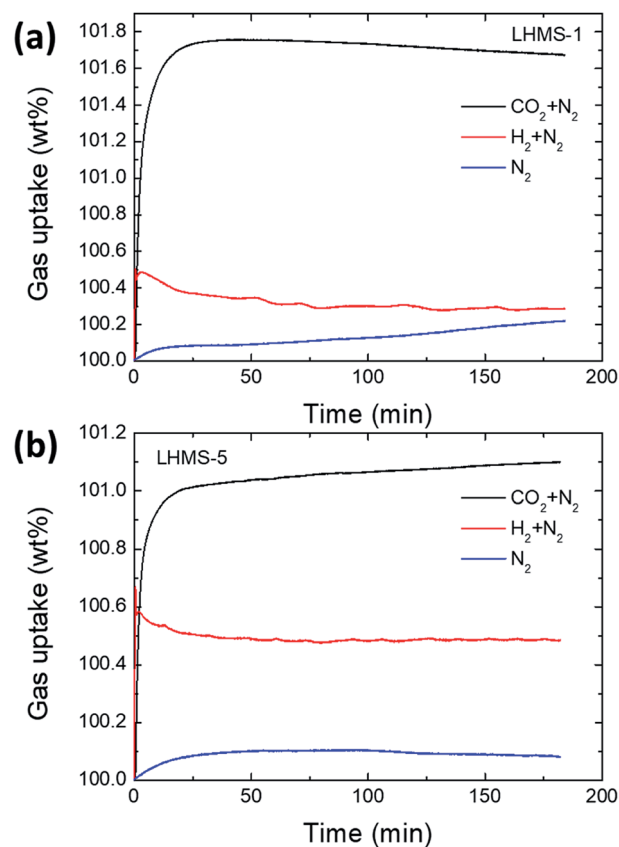 (a)
LHMS-1
101.8
101.6
101.4
101.2
101.0
100.8
100.6
100.4
100.2
100.0
Gas uptake (wt%)
CO₂+N₂
H₂+N₂
N₂
0
50
100
150
200
Time (min)
(b)
LHMS-5
101.2
101.0
100.8
100.6
100.4
100.2
100.0
Gas uptake (wt%)
CO₂+N₂
H₂+N₂
N₂
0
50
100
150
200
Time (min)